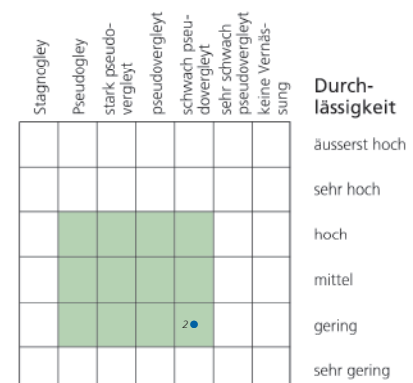 Stagnogley
Pseudogley
stark pseudo-
vergleyt
pseudovergleyt
schwach pseu-
dovergleyt
sehr schwach
pseudovergleyt
keine Vernäs-
sung
Durch-
lässigkeit
äusserst hoch
sehr hoch
hoch
mittel
2
gering
sehr gering